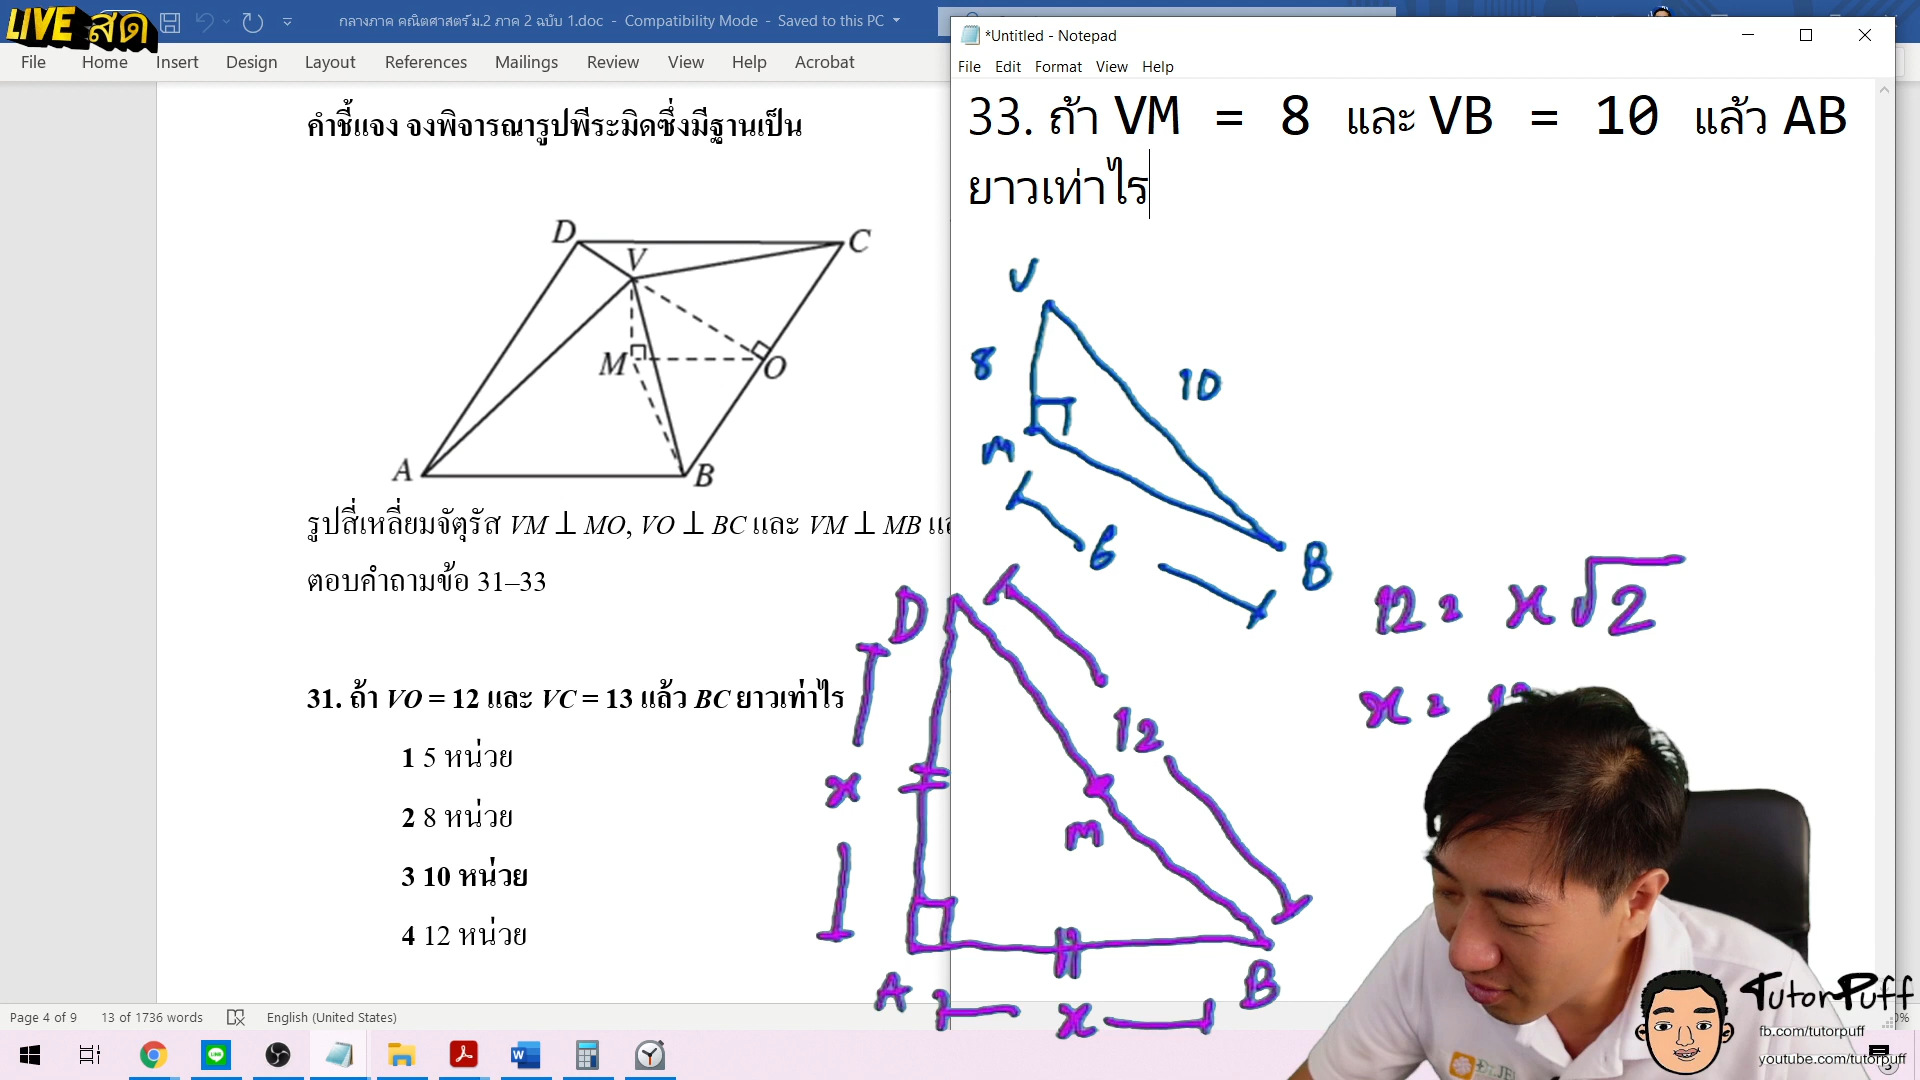 LIVE สด
กลางภาค คณิตศาสตร์ ม.2 ภาค 2 ฉบับ 1.doc - Compatibility Mode - Saved to this PC
File Home Insert Design Layout References Mailings Review View Help Acrobat
คำชี้แจง จงพิจารณารูปพีระมิดซึ่งมีฐานเป็น
D
V
C
M
O
A
B
รูปสี่เหลี่ยมจัตุรัส VM ⊥ MO, VO ⊥ BC และ VM ⊥ MB
ตอบคำถามข้อ 31–33
31. ถ้า VO = 12 และ VC = 13 แล้ว BC ยาวเท่าไร
1 5 หน่วย
2 8 หน่วย
3 10 หน่วย
4 12 หน่วย
Page 4 of 9 13 of 1736 words English (United States)
*Untitled - Notepad
File Edit Format View Help
33. ถ้า VM = 8 และ VB = 10 แล้ว AB
ยาวเท่าไร
V
8
10
M
6
B
D
12
x
M
A
x
B
12 = x√2
x =
TutorPuff
fb.com/tutorpuff
youtube.com/tutorpuff